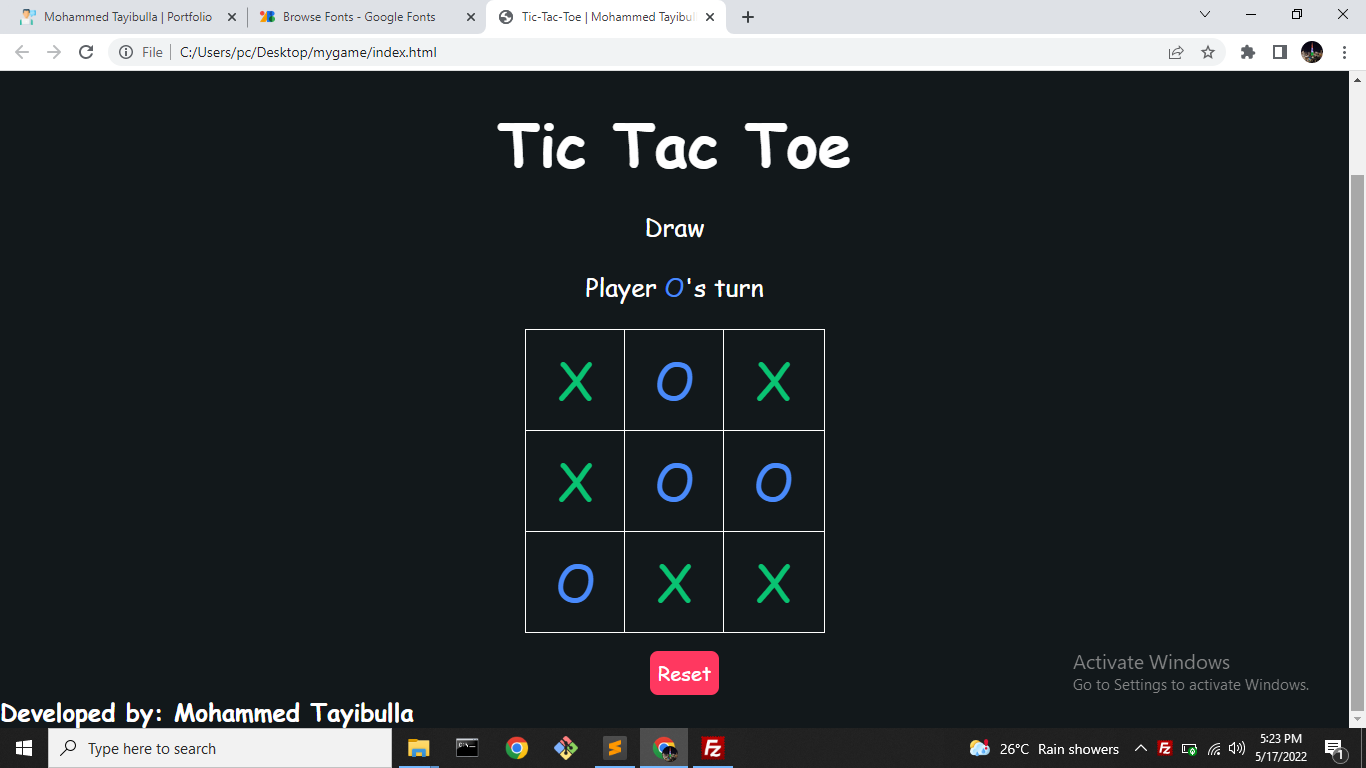 Mohammed Tayibulla | Portfolio
Browse Fonts - Google Fonts
Tic-Tac-Toe | Mohammed Tayibul
File | C:/Users/pc/Desktop/mygame/index.html
Tic Tac Toe
Draw
Player O's turn
X O X
X O O
O X X
Reset
Activate Windows
Go to Settings to activate Windows.
Developed by: Mohammed Tayibulla
Type here to search
26°C Rain showers
5:23 PM
5/17/2022
1